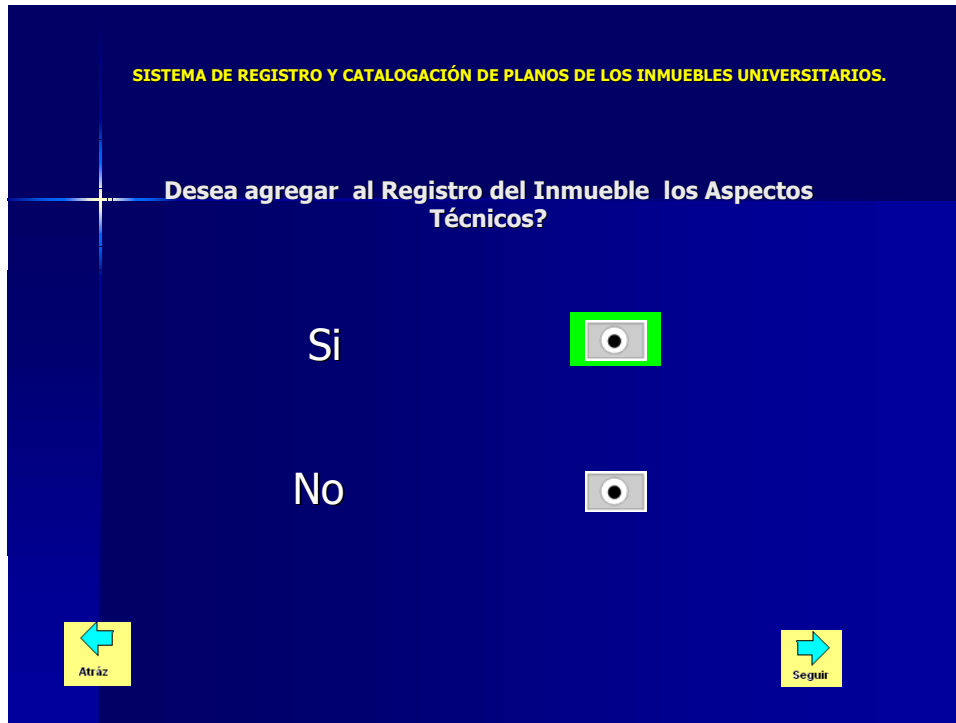 SISTEMA DE REGISTRO Y CATALOGACIÓN DE PLANOS DE LOS INMUEBLES UNIVERSITARIOS.
Desea agregar al Registro del Inmueble los Aspectos
Técnicos?
Si
No
Atráz
Seguir